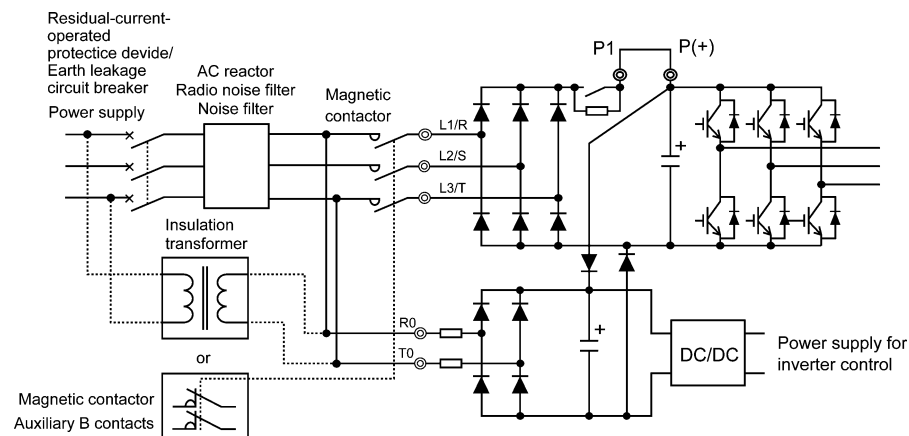 Residual-current-
operated
protectice devide/
Earth leakage
circuit breaker
Power supply
AC reactor
Radio noise filter
Noise filter
Magnetic
contactor
L1/R
L2/S
L3/T
P1
P(+)
+
Insulation
transformer
or
Magnetic contactor
Auxiliary B contacts
R0
T0
+
DC/DC
Power supply for
inverter control